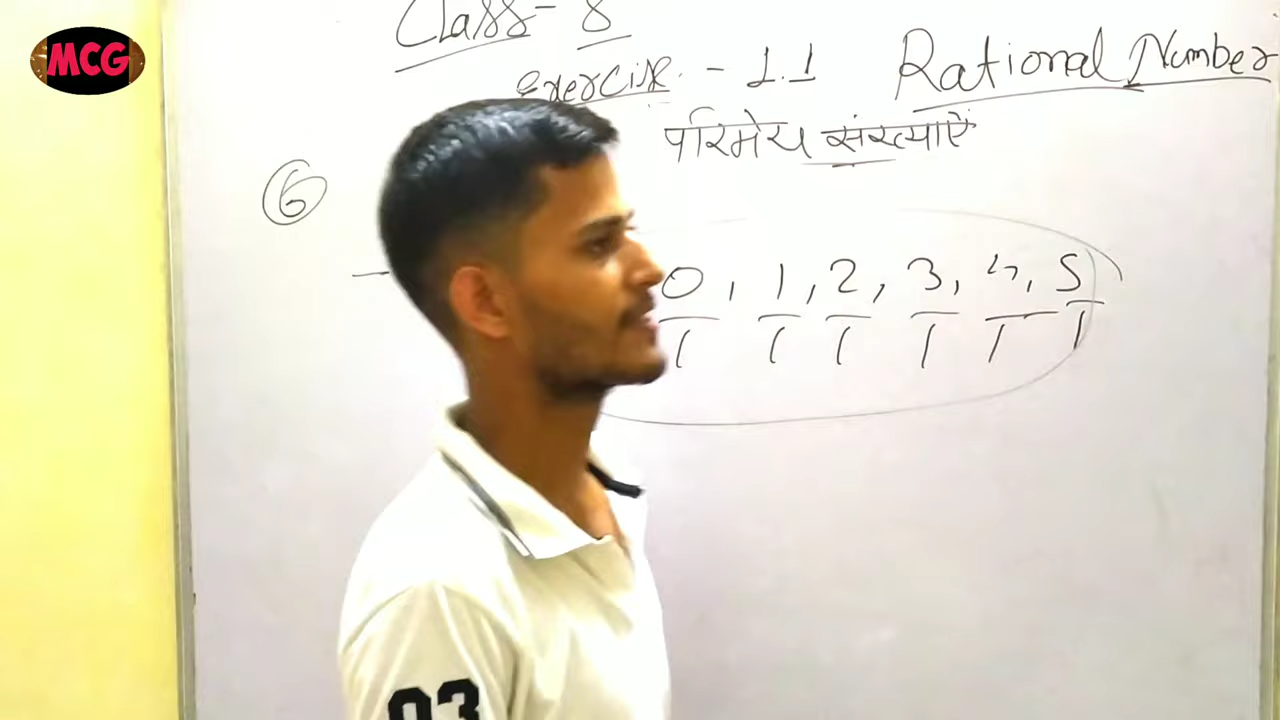 MCG
Class- 8
exercise. - 1.1 Rational Number
परिमेय संख्याऐं
6
0, 1, 2, 3, 4, 5
1 1 1 1 1 1
03